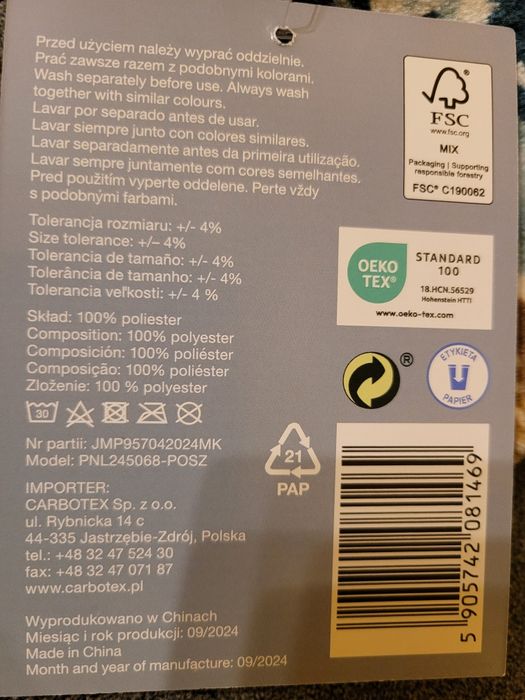 Przed użyciem należy wyprać oddzielnie.
Prać zawsze razem z podobnymi kolorami.
Wash separately before use. Always wash
together with similar colours.
Lavar por separado antes de usar.
Lavar siempre junto con colores similares.
Lavar separadamente antes da primeira utilização.
Lavar sempre juntamente com cores semelhantes.
Pred použitím vyperte oddelene. Perte vždy
s podobnými farbami.
Tolerancja rozmiaru: +/- 4%
Size tolerance: +/- 4%
Tolerancia de tamaño: +/- 4%
Tolerância de tamanho: +/- 4%
Tolerancia veľkosti: +/- 4 %
Skład: 100% poliester
Composition: 100% polyester
Composición: 100% poliéster
Composição: 100% poliéster
Zloženie: 100 % polyester
30
Nr partii: JMP957042024MK
Model: PNL245068-POSZ
IMPORTER:
CARBOTEX Sp. z o.o.
ul. Rybnicka 14 c
44-335 Jastrzębie-Zdrój, Polska
tel.: +48 32 47 524 30
fax: +48 32 47 071 87
www.carbotex.pl
Wyprodukowano w Chinach
Miesiąc i rok produkcji: 09/2024
Made in China
Month and year of manufacture: 09/2024
FSC
www.fsc.org
MIX
Packaging | Supporting
responsible forestry
FSC® C190062
OEKO
TEX®
STANDARD
100
18.HCN.56529
Hohenstein HTTI
www.oeko-tex.com
®
ETYKIETA
PAPIER
21
PAP
5 905742 081469